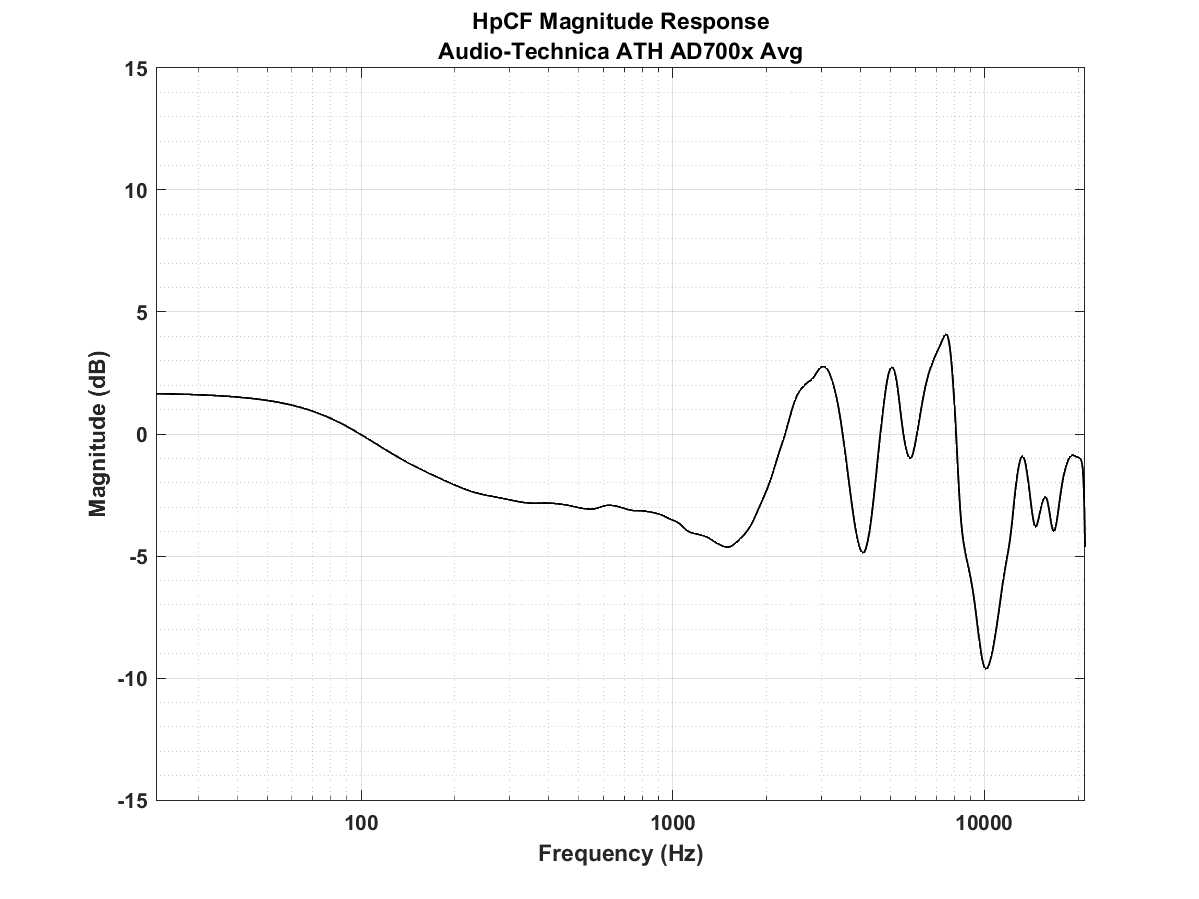 HpCF Magnitude Response
Audio-Technica ATH AD700x Avg
15
10
5
0
-5
-10
-15
Magnitude (dB)
100
1000
10000
Frequency (Hz)